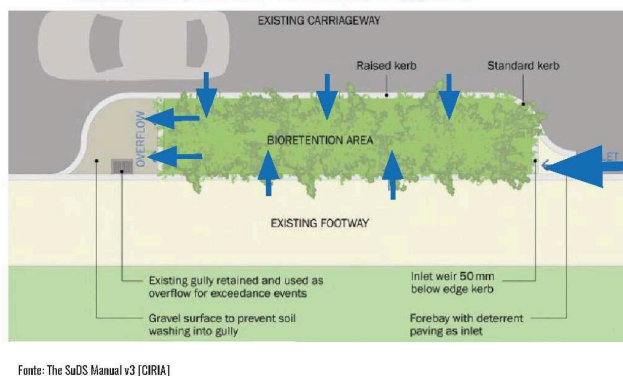 EXISTING CARRIAGEWAY
Raised kerb
Standard kerb
OVERFLOW
BIORETENTION AREA
EXISTING FOOTWAY
Existing gully retained and used as
overflow for exceedance events
Gravel surface to prevent soil
washing into gully
Inlet weir 50 mm
below edge kerb
Forebay with deterrent
paving as inlet
Fonte: The SuDS Manual v3 [CIRIA]